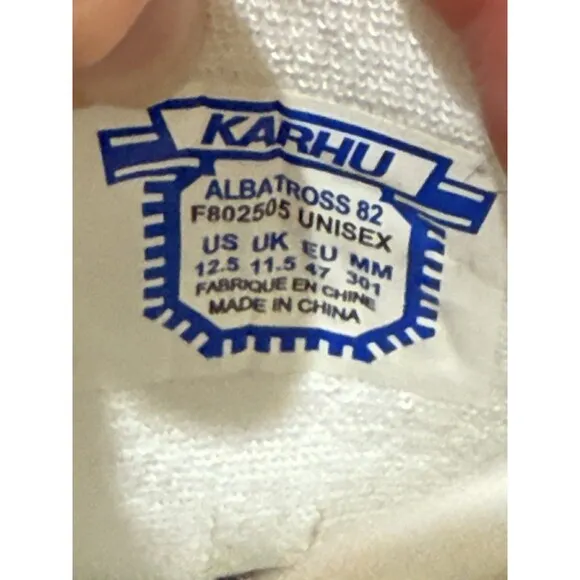 KARHU
ALBATROSS 82
F802505 UNISEX
US UK EU MM
12.5 11.5 47 301
FABRIQUE EN CHINE
MADE IN CHINA